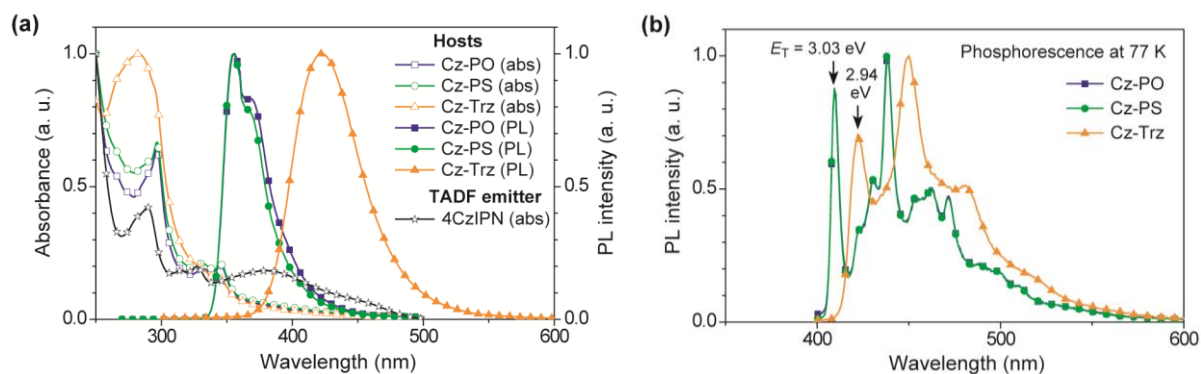 (a)
Absorbance (a. u.)
1.0
0.5
0.0
300
400
500
600
Wavelength (nm)
1.0
0.5
0.0
PL intensity (a. u.)
Hosts
Cz-PO (abs)
Cz-PS (abs)
Cz-Trz (abs)
Cz-PO (PL)
Cz-PS (PL)
Cz-Trz (PL)
TADF emitter
4CzIPN (abs)
(b)
PL intensity (a. u.)
1.0
0.5
0.0
400
500
600
Wavelength (nm)
E_T = 3.03 eV
2.94
eV
Phosphorescence at 77 K
Cz-PO
Cz-PS
Cz-Trz